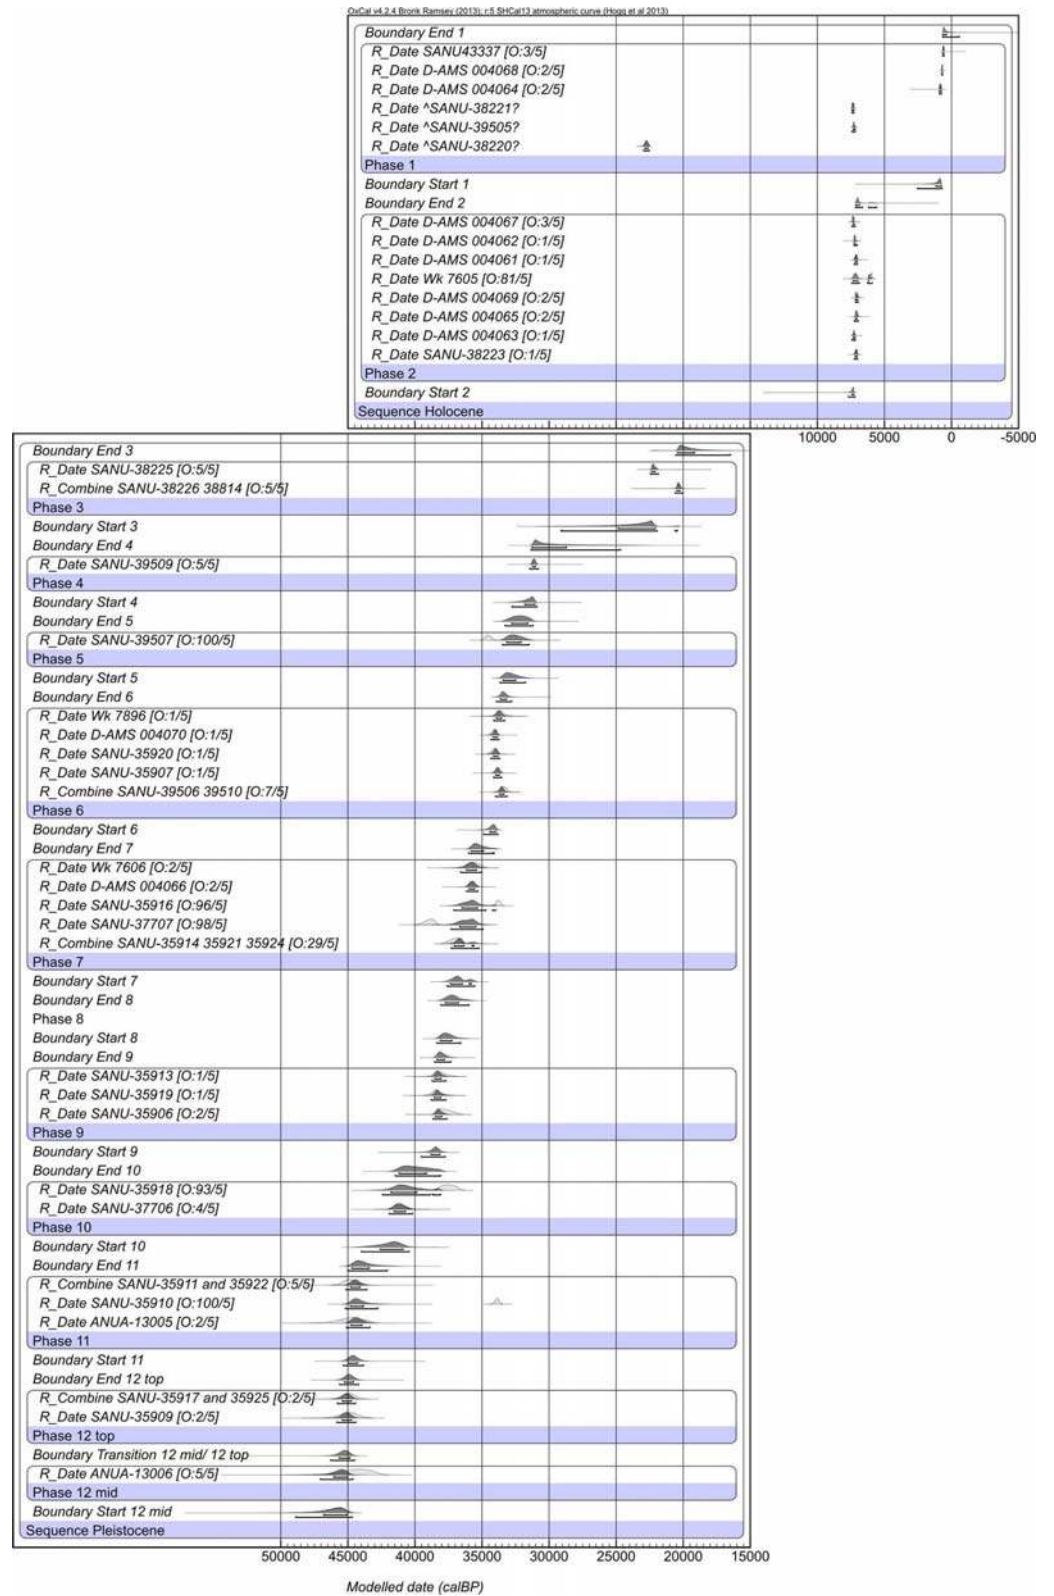 OxCal v4.2.4 Bronk Ramsey (2013); r:5 SHCal13 atmospheric curve (Hogg et al 2013)
Boundary End 1
R_Date SANU43337 [O:3/5]
R_Date D-AMS 004068 [O:2/5]
R_Date D-AMS 004064 [O:2/5]
R_Date ^SANU-38221?
R_Date ^SANU-39505?
R_Date ^SANU-38220?
Phase 1
Boundary Start 1
Boundary End 2
R_Date D-AMS 004067 [O:3/5]
R_Date D-AMS 004062 [O:1/5]
R_Date D-AMS 004061 [O:1/5]
R_Date Wk 7605 [O:81/5]
R_Date D-AMS 004069 [O:2/5]
R_Date D-AMS 004065 [O:2/5]
R_Date D-AMS 004063 [O:1/5]
R_Date SANU-38223 [O:1/5]
Phase 2
Boundary Start 2
Sequence Holocene
10000 5000 0 -5000
Boundary End 3
R_Date SANU-38225 [O:5/5]
R_Combine SANU-38226 38814 [O:5/5]
Phase 3
Boundary Start 3
Boundary End 4
R_Date SANU-39509 [O:5/5]
Phase 4
Boundary Start 4
Boundary End 5
R_Date SANU-39507 [O:100/5]
Phase 5
Boundary Start 5
Boundary End 6
R_Date Wk 7896 [O:1/5]
R_Date D-AMS 004070 [O:1/5]
R_Date SANU-35920 [O:1/5]
R_Date SANU-35907 [O:1/5]
R_Combine SANU-39506 39510 [O:7/5]
Phase 6
Boundary Start 6
Boundary End 7
R_Date Wk 7606 [O:2/5]
R_Date D-AMS 004066 [O:2/5]
R_Date SANU-35916 [O:96/5]
R_Date SANU-37707 [O:98/5]
R_Combine SANU-35914 35921 35924 [O:29/5]
Phase 7
Boundary Start 7
Boundary End 8
Phase 8
Boundary Start 8
Boundary End 9
R_Date SANU-35913 [O:1/5]
R_Date SANU-35919 [O:1/5]
R_Date SANU-35906 [O:2/5]
Phase 9
Boundary Start 9
Boundary End 10
R_Date SANU-35918 [O:93/5]
R_Date SANU-37706 [O:4/5]
Phase 10
Boundary Start 10
Boundary End 11
R_Combine SANU-35911 and 35922 [O:5/5]
R_Date SANU-35910 [O:100/5]
R_Date ANUA-13005 [O:2/5]
Phase 11
Boundary Start 11
Boundary End 12 top
R_Combine SANU-35917 and 35925 [O:2/5]
R_Date SANU-35909 [O:2/5]
Phase 12 top
Boundary Transition 12 mid/ 12 top
R_Date ANUA-13006 [O:5/5]
Phase 12 mid
Boundary Start 12 mid
Sequence Pleistocene
50000 45000 40000 35000 30000 25000 20000 15000
Modelled date (calBP)